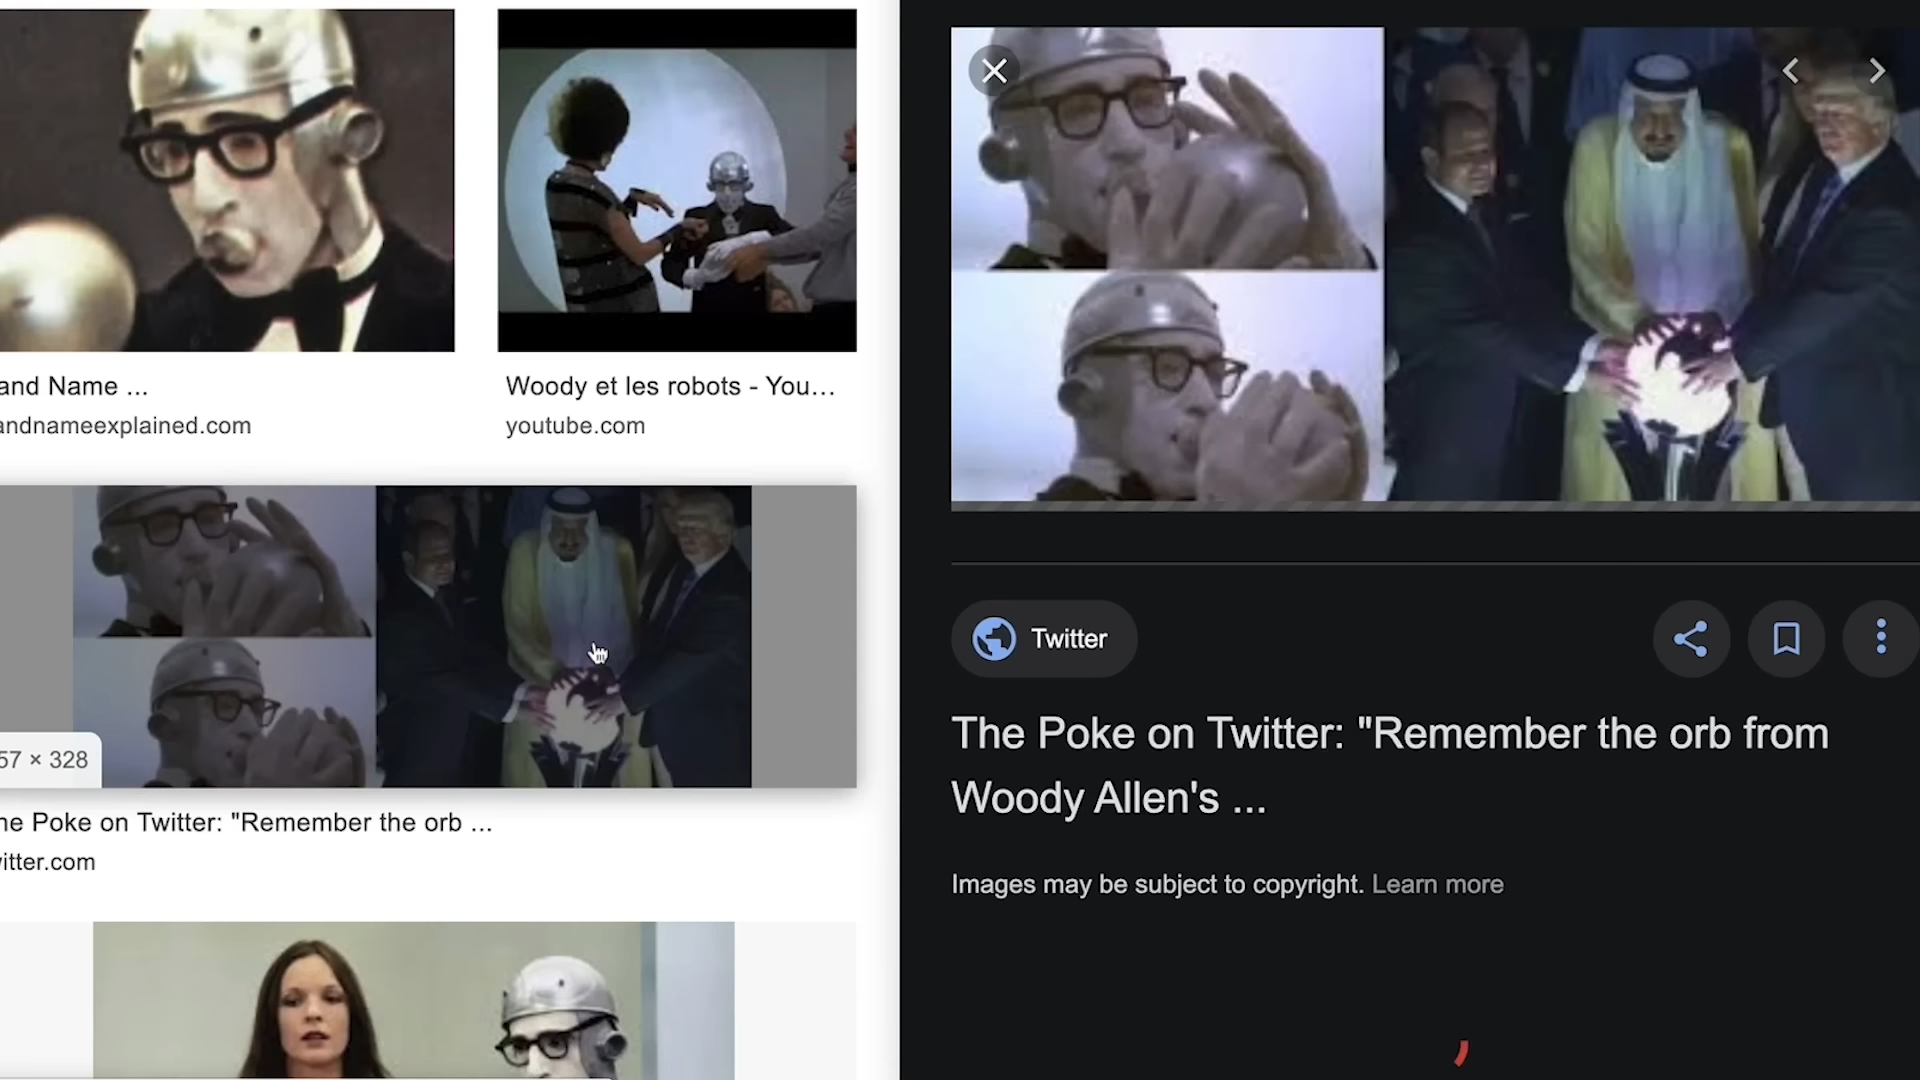 and Name ...
andnameexplained.com
Woody et les robots - You...
youtube.com
57 × 328
he Poke on Twitter: "Remember the orb ...
itter.com
Twitter
The Poke on Twitter: "Remember the orb from
Woody Allen's ...
Images may be subject to copyright. Learn more